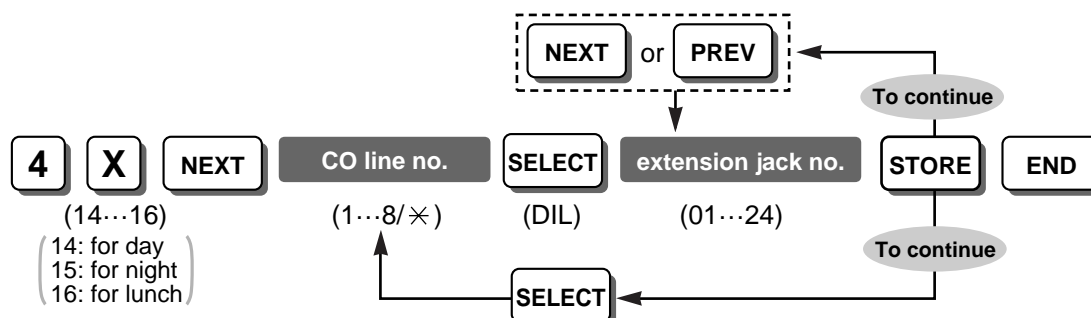 NEXT or PREV
To continue
4 X NEXT CO line no. SELECT extension jack no. STORE END
(14···16) (1···8/✳) (DIL) (01···24)
14: for day
15: for night
16: for lunch
To continue
SELECT